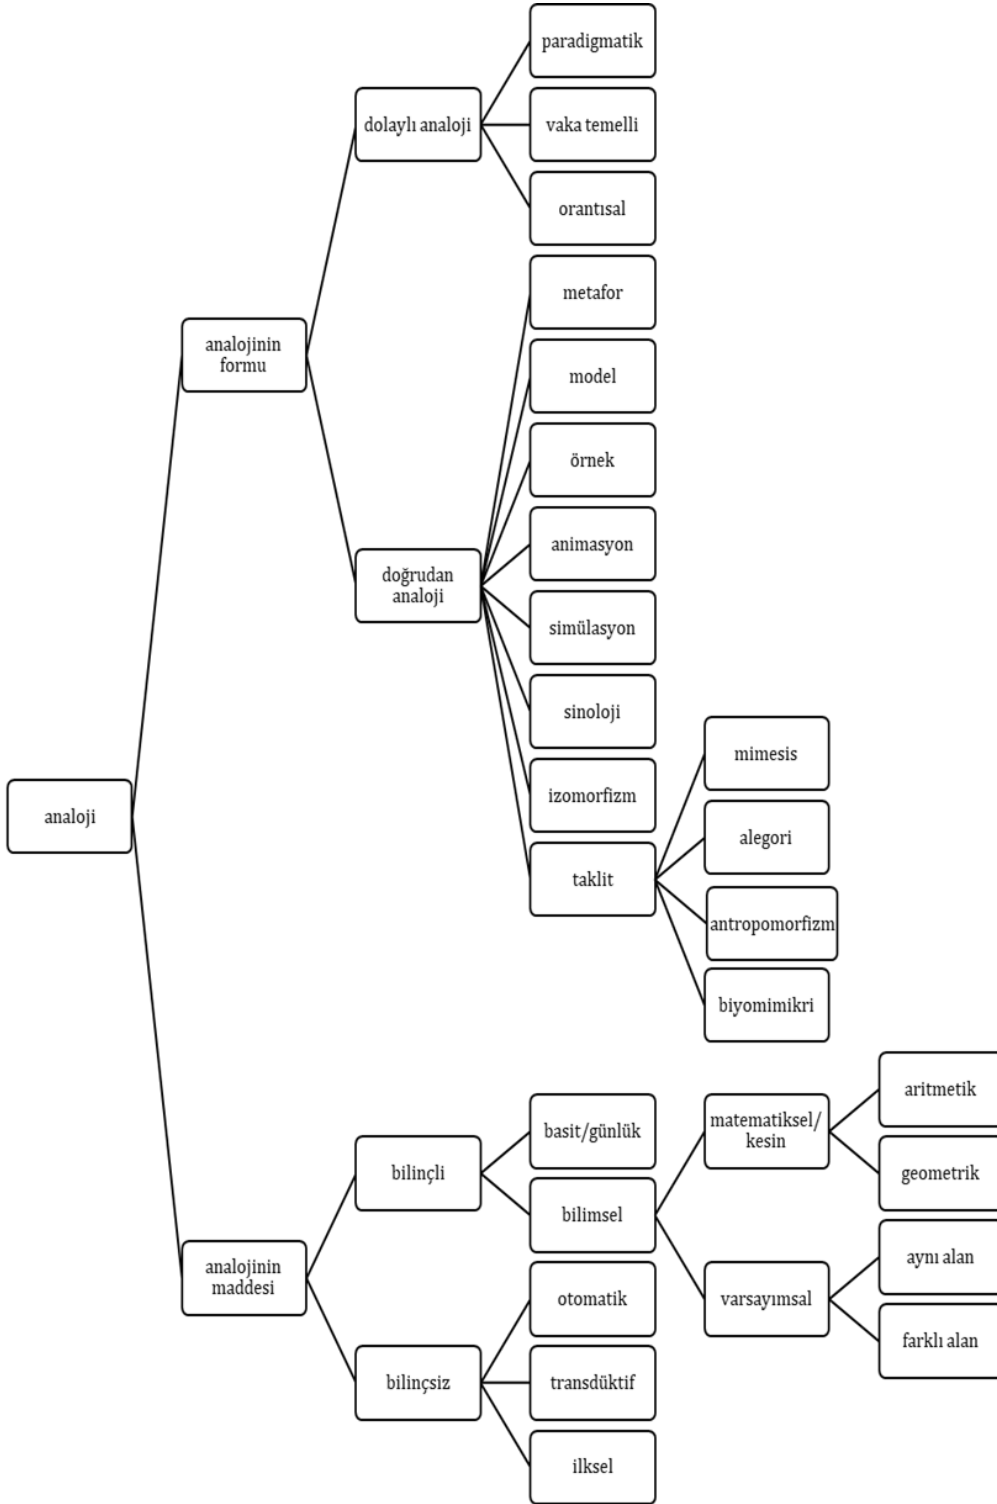 paradigmatik
dolaylı analoji
vaka temelli
orantısal
metafor
analojinin
formu
model
örnek
animasyon
doğrudan
analoji
simülasyon
sinoloji
izomorfizm
taklit
mimesis
alegori
antropomorfizm
biyomimikri
analoji
basit/günlük
bilinçli
bilimsel
matematiksel/
kesin
aritmetik
geometrik
varsayımsal
aynı alan
farklı alan
analojinin
maddesi
otomatik
bilinçsiz
transdüktif
ilksel